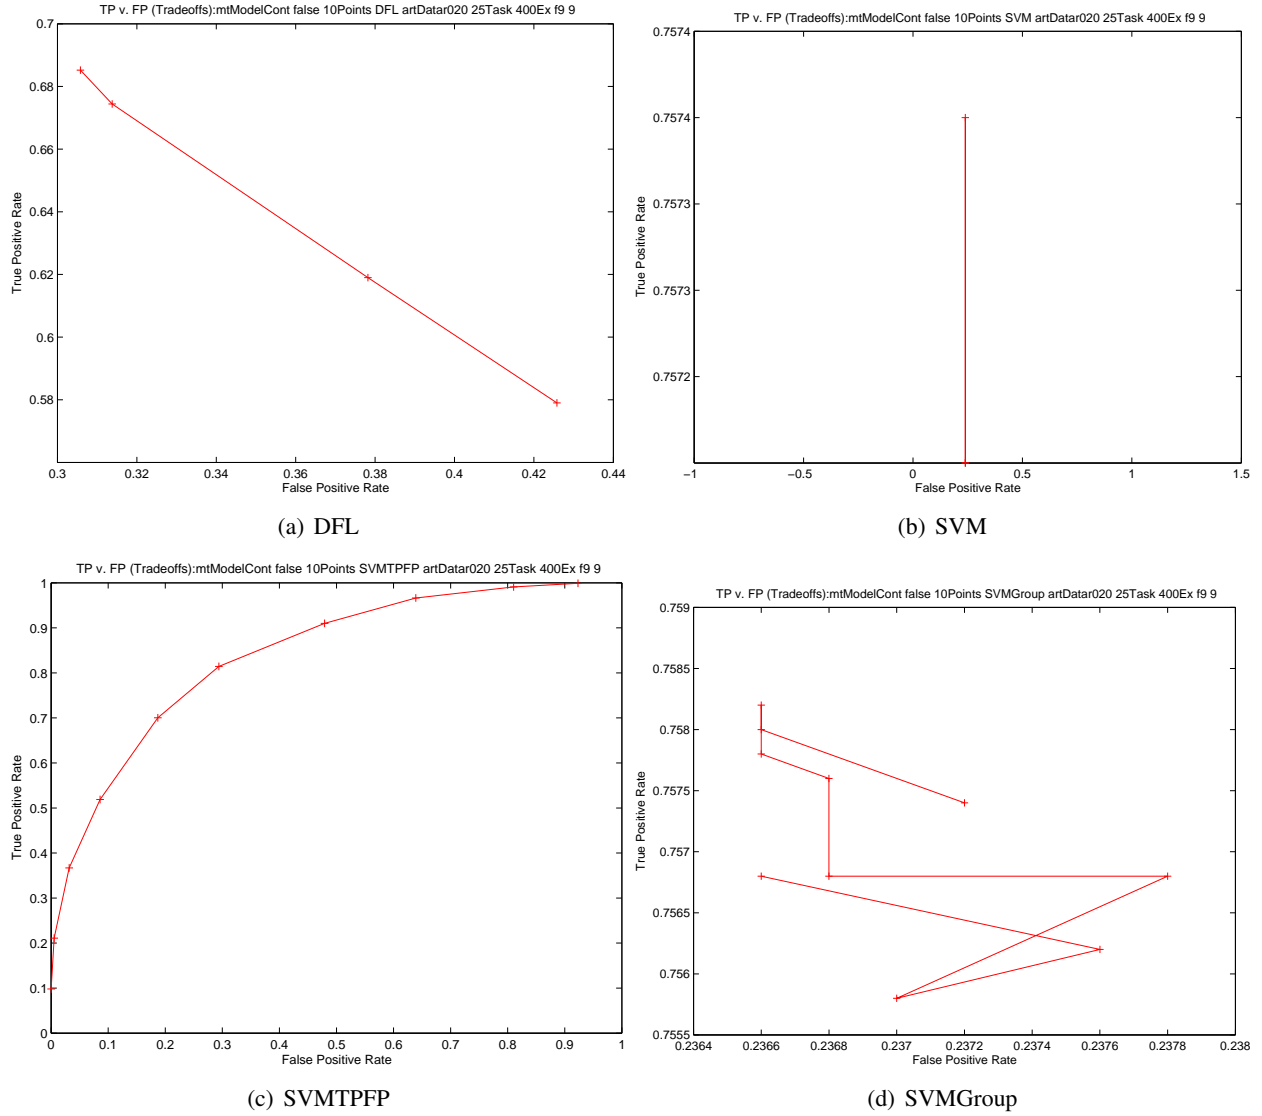 TP v. FP (Tradeoffs):mtModelCont false 10Points DFL artDatar020 25Task 400Ex f9 9
0.7
0.68
0.66
0.64
0.62
0.6
0.58
True Positive Rate
0.3 0.32 0.34 0.36 0.38 0.4 0.42 0.44
False Positive Rate
(a) DFL
TP v. FP (Tradeoffs):mtModelCont false 10Points SVM artDatar020 25Task 400Ex f9 9
0.7574
0.7574
0.7573
0.7573
0.7572
True Positive Rate
−1 −0.5 0 0.5 1 1.5
False Positive Rate
(b) SVM
TP v. FP (Tradeoffs):mtModelCont false 10Points SVMTPFP artDatar020 25Task 400Ex f9 9
1
0.9
0.8
0.7
0.6
0.5
0.4
0.3
0.2
0.1
0
True Positive Rate
0 0.1 0.2 0.3 0.4 0.5 0.6 0.7 0.8 0.9 1
False Positive Rate
(c) SVMTPFP
TP v. FP (Tradeoffs):mtModelCont false 10Points SVMGroup artDatar020 25Task 400Ex f9 9
0.759
0.7585
0.758
0.7575
0.757
0.7565
0.756
0.7555
True Positive Rate
0.2364 0.2366 0.2368 0.237 0.2372 0.2374 0.2376 0.2378 0.238
False Positive Rate
(d) SVMGroup